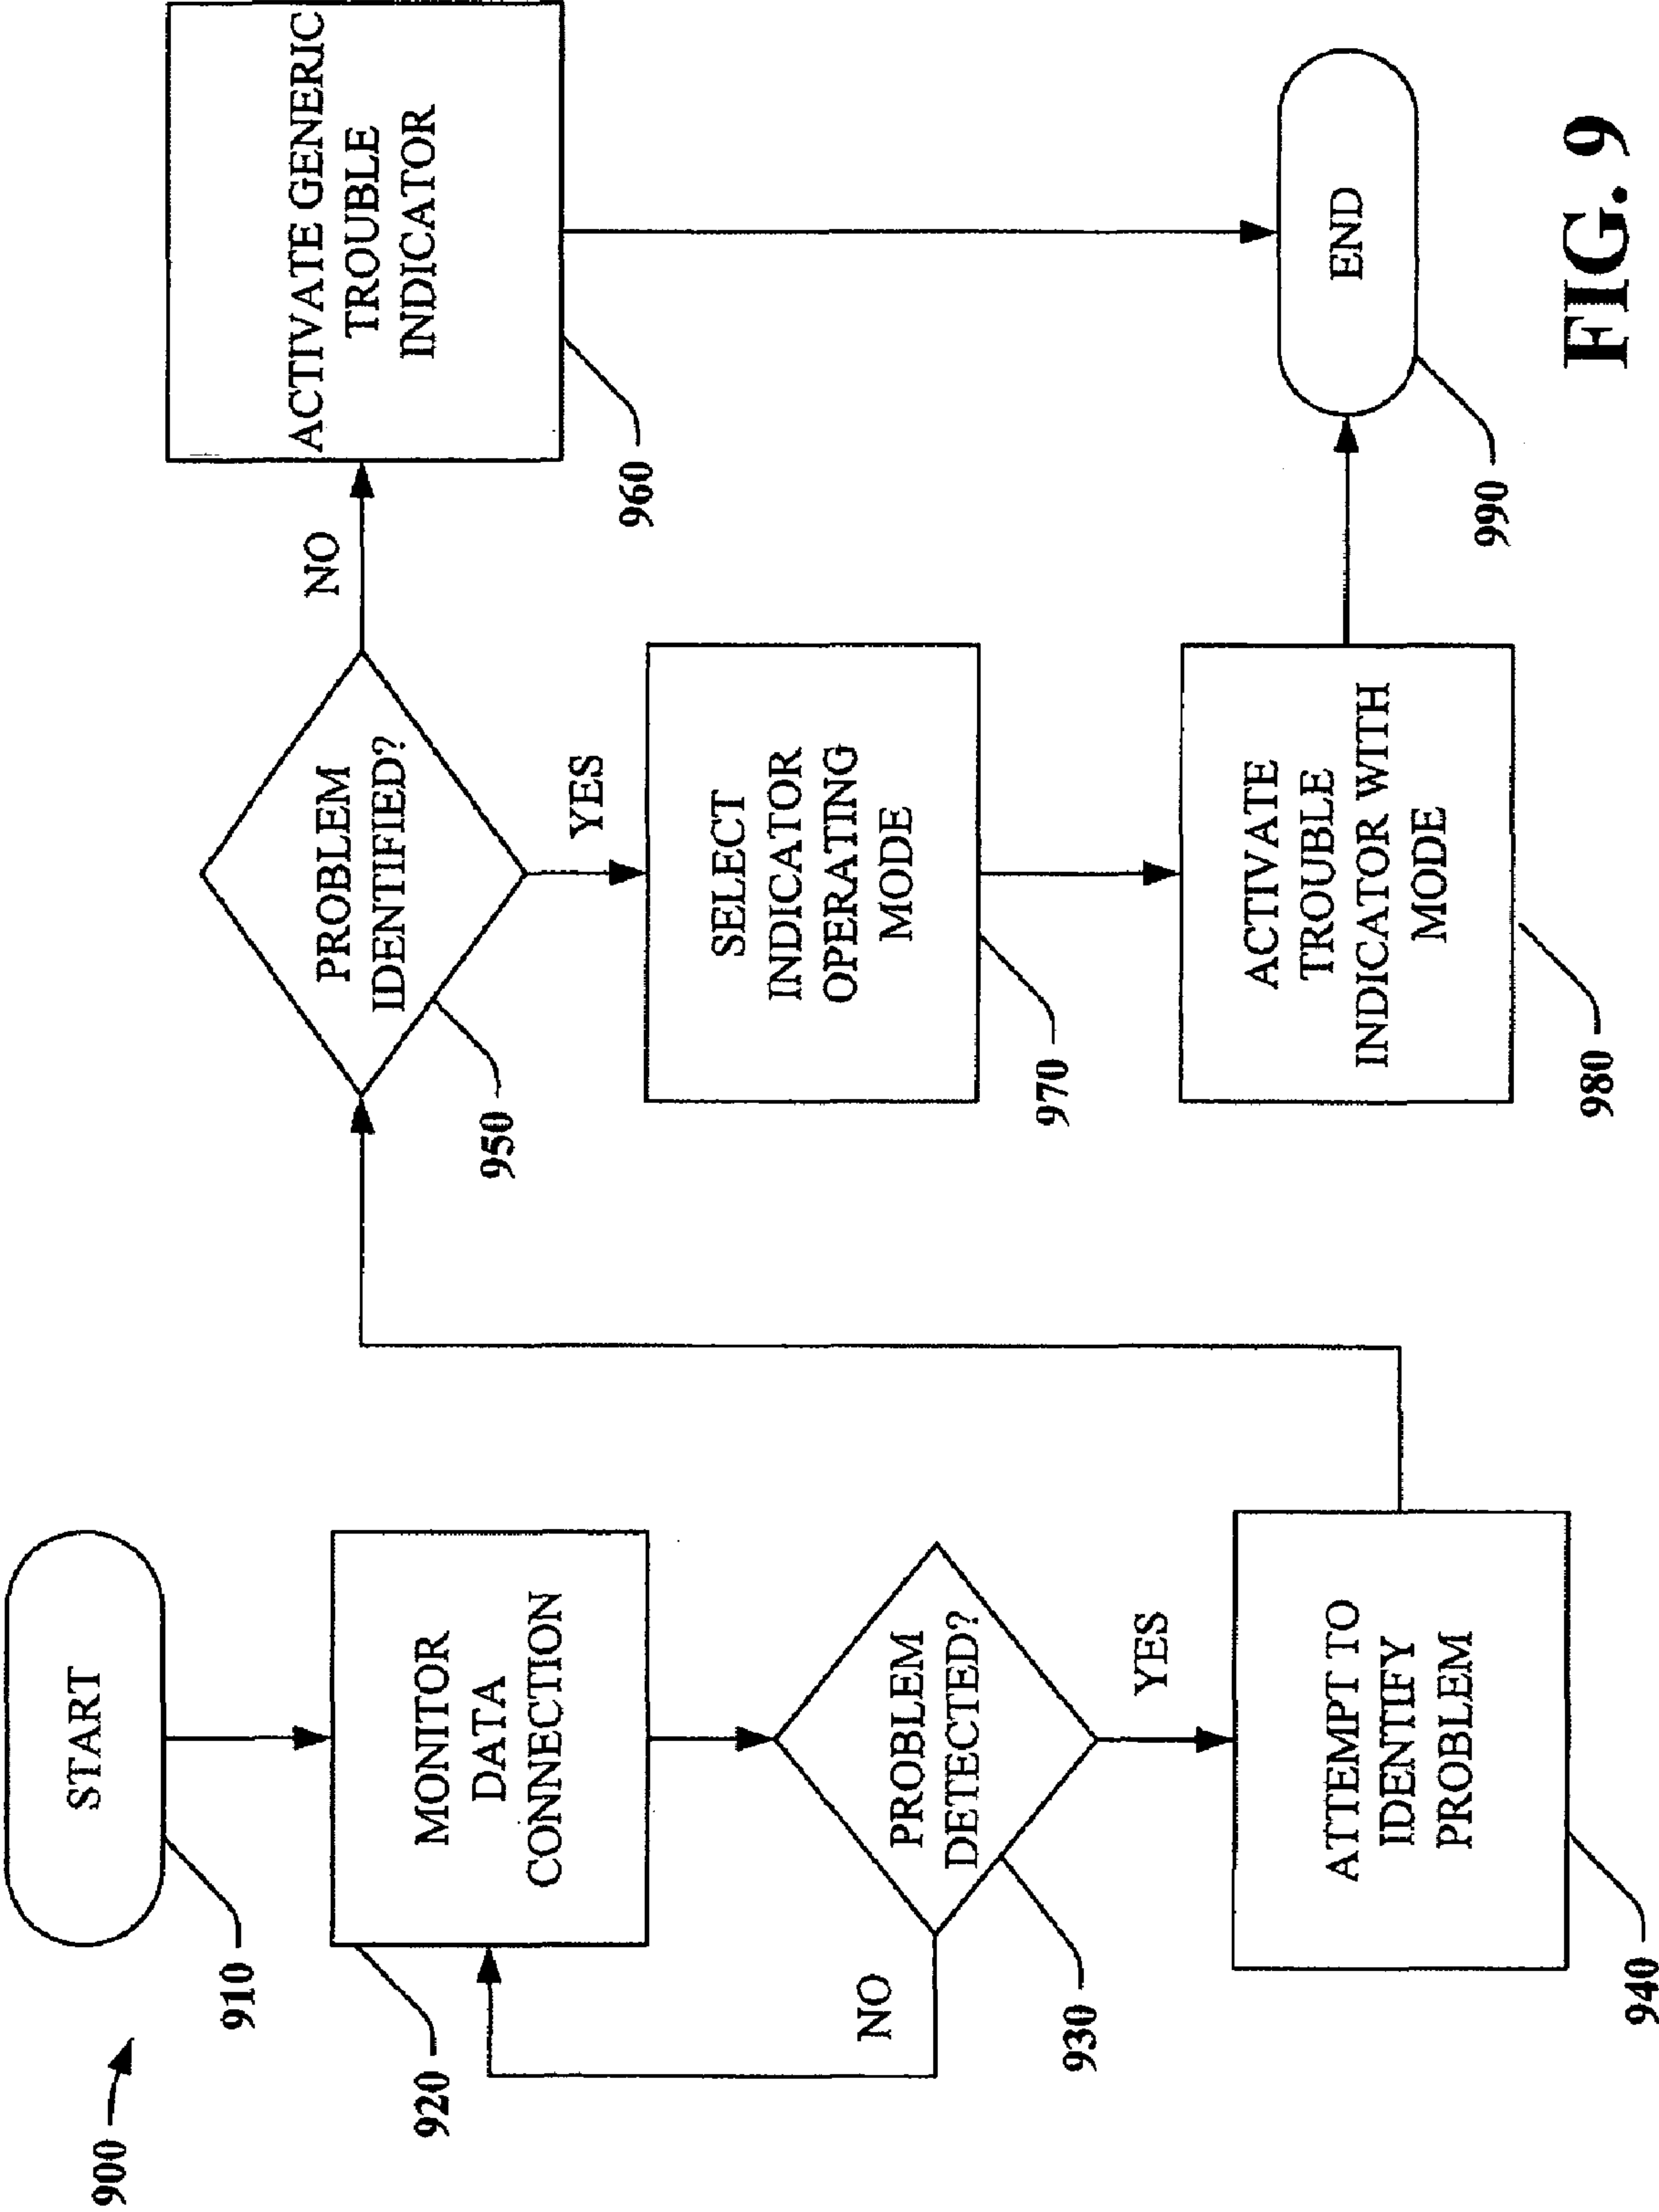 900
START
910
MONITOR
DATA
CONNECTION
920
PROBLEM
DETECTED?
930
NO
YES
ATTEMPT TO
IDENTIFY
PROBLEM
940
PROBLEM
IDENTIFIED?
950
NO
YES
ACTIVATE GENERIC
TROUBLE
INDICATOR
960
SELECT
INDICATOR
OPERATING
MODE
970
ACTIVATE
TROUBLE
INDICATOR WITH
MODE
980
END
990
FIG. 9